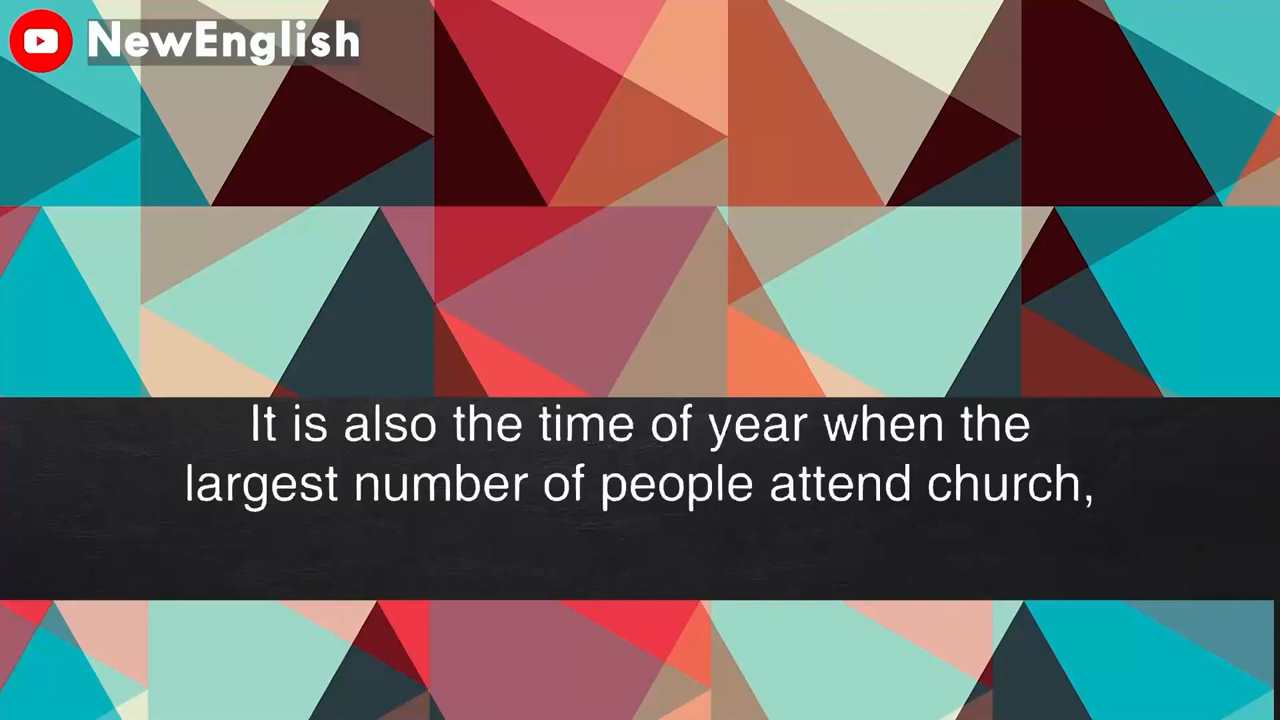 NewEnglish
It is also the time of year when the
largest number of people attend church,